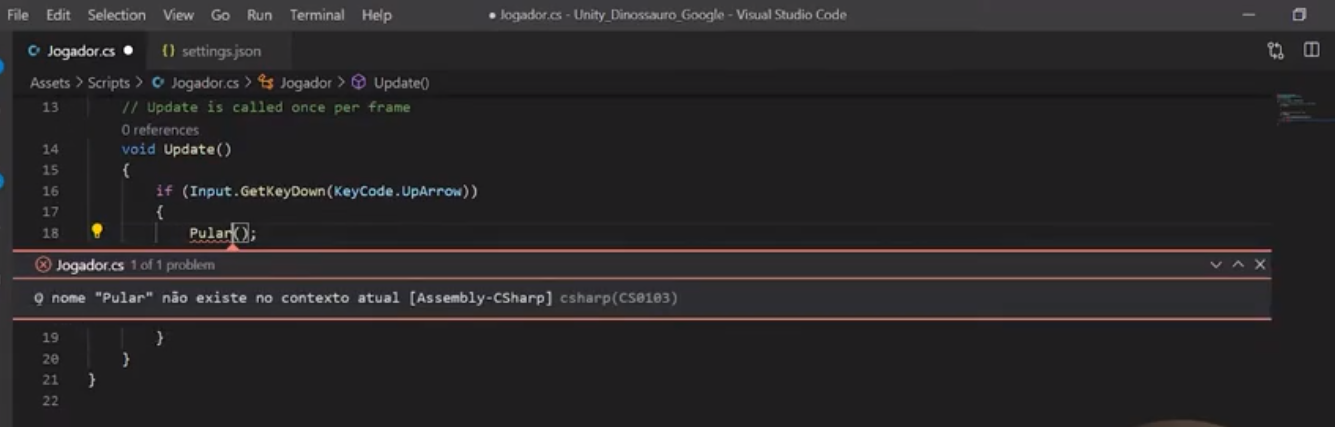 File Edit Selection View Go Run Terminal Help ● Jogador.cs - Unity_Dinossauro_Google - Visual Studio Code
Jogador.cs ● {} settings.json
Assets > Scripts > Jogador.cs > Jogador > Update()
13 // Update is called once per frame
0 references
14 void Update()
15 {
16 if (Input.GetKeyDown(KeyCode.UpArrow))
17 {
18 Pular();
Jogador.cs 1 of 1 problem
O nome "Pular" não existe no contexto atual [Assembly-CSharp] csharp(CS0103)
19 }
20 }
21 }
22